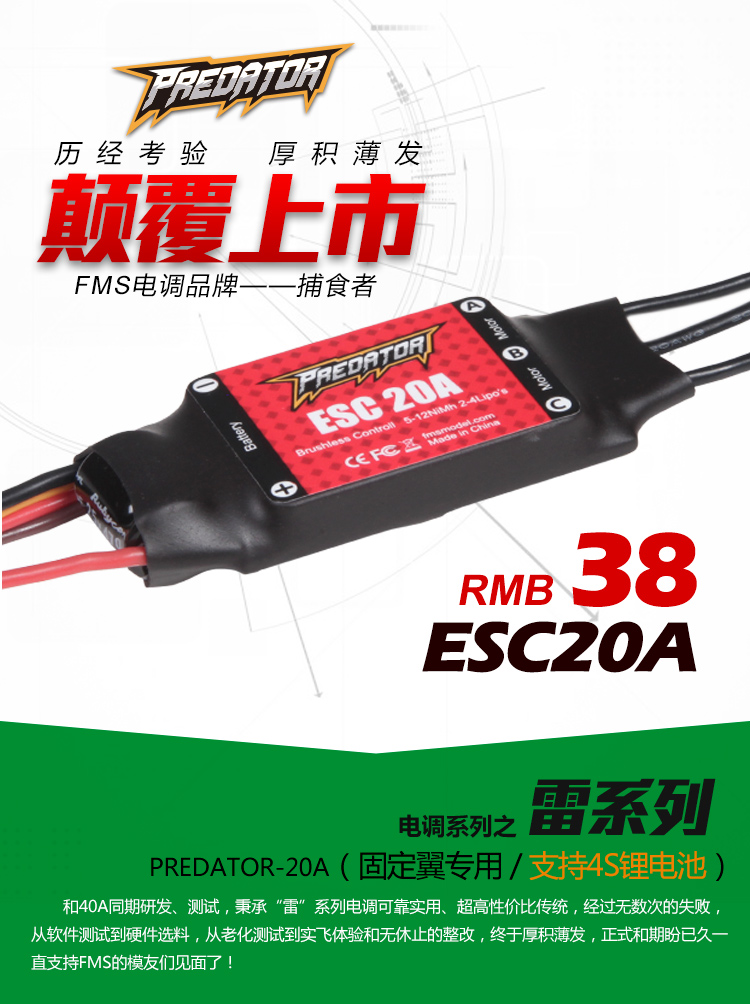 PREDATOR
历经考验 厚积薄发
颠覆上市
FMS电调品牌——捕食者
A
Motor
B
Motor
C
PREDATOR
ESC 20A
Brushless Controll 5-12NiMh 2-4Lipo's
fmsmodel.com
CE FC Made in China
Battery
Rubycon
AWG
RMB 38
ESC20A
电调系列之 雷系列
PREDATOR-20A（固定翼专用 / 支持4S锂电池）
和40A同期研发、测试，秉承“雷”系列电调可靠实用、超高性价比传统，经过无数次的失败，
从软件测试到硬件选料，从老化测试到实飞体验和无休止的整改，终于厚积薄发，正式和期盼已久一
直支持FMS的模友们见面了！